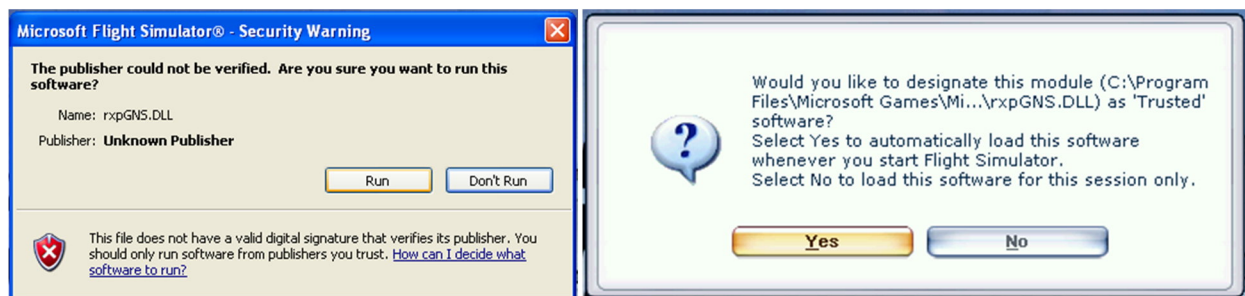 Microsoft Flight Simulator® - Security Warning
The publisher could not be verified. Are you sure you want to run this
software?
Name: rxpGNS.DLL
Publisher: Unknown Publisher
Run
Don't Run
This file does not have a valid digital signature that verifies its publisher. You
should only run software from publishers you trust. How can I decide what
software to run?
Would you like to designate this module (C:\Program
Files\Microsoft Games\Mi...\rxpGNS.DLL) as 'Trusted'
software?
Select Yes to automatically load this software
whenever you start Flight Simulator.
Select No to load this software for this session only.
Yes
No